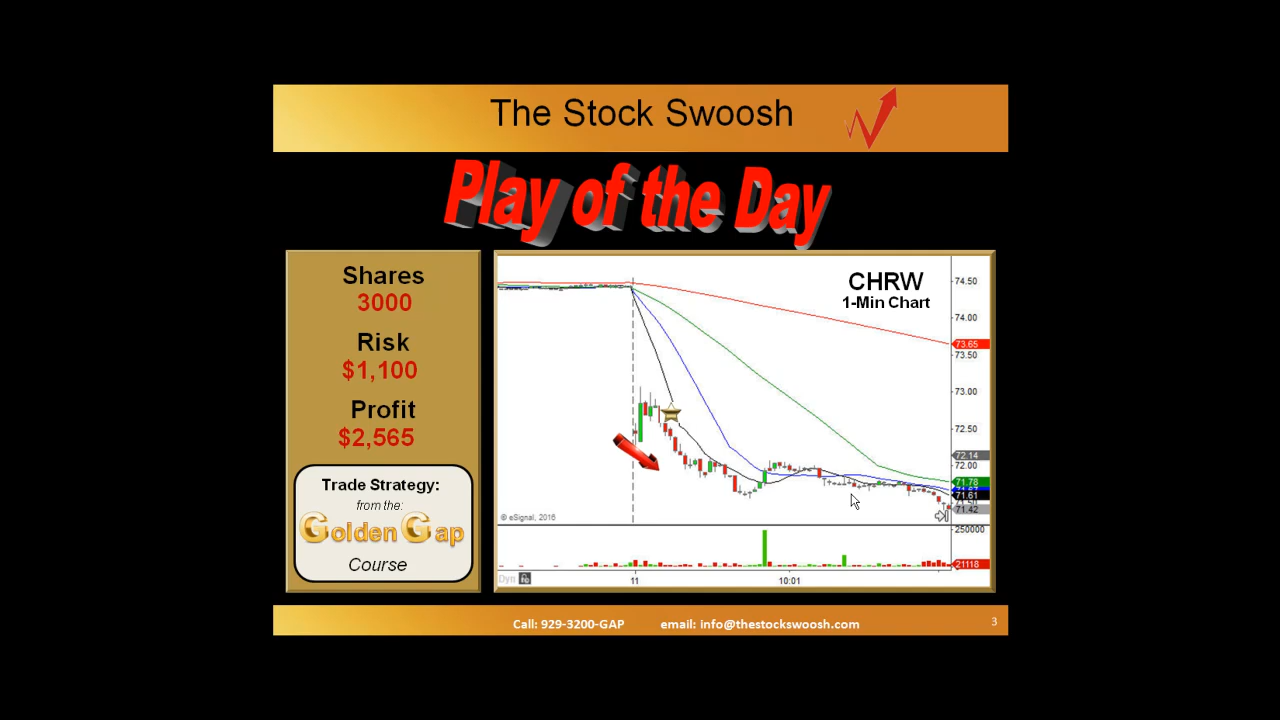 The Stock Swoosh
Play of the Day
Shares
3000
Risk
$1,100
Profit
$2,565
Trade Strategy:
from the:
Golden Gap
Course
CHRW
1-Min Chart
74.50
74.00
73.65
73.50
73.00
72.50
72.14
72.00
71.78
71.61
71.42
250000
21118
© eSignal, 2016
Dyn
11
10:01
Call: 929-3200-GAP email: info@thestockswoosh.com
3